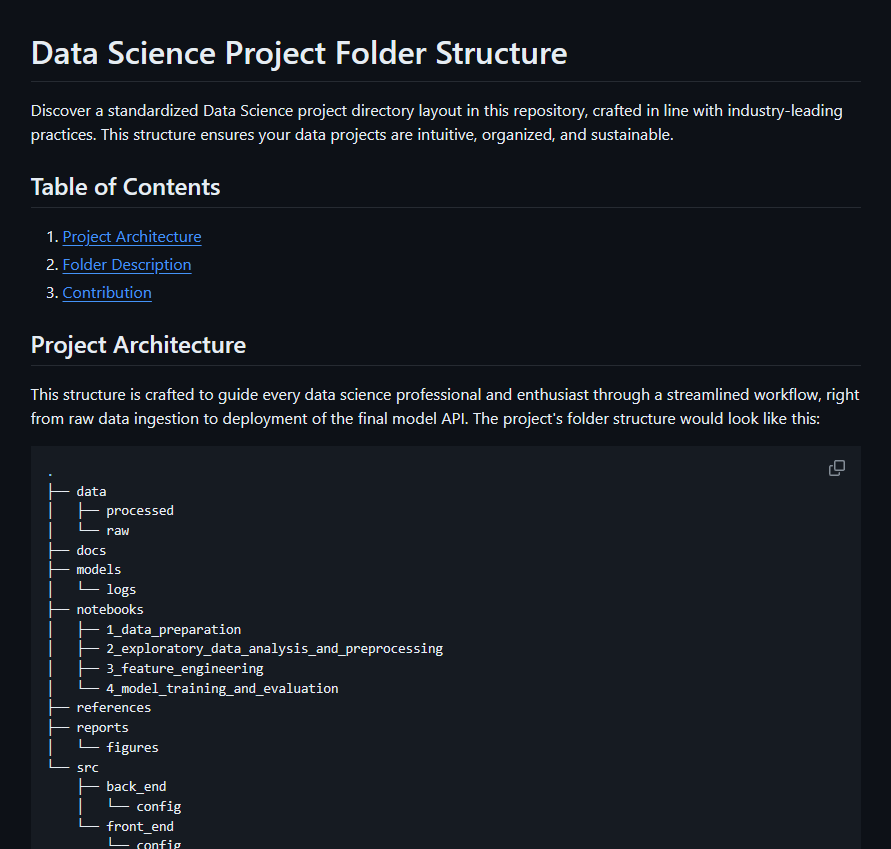 Data Science Project Folder Structure
Discover a standardized Data Science project directory layout in this repository, crafted in line with industry-leading
practices. This structure ensures your data projects are intuitive, organized, and sustainable.
Table of Contents
1. Project Architecture
2. Folder Description
3. Contribution
Project Architecture
This structure is crafted to guide every data science professional and enthusiast through a streamlined workflow, right
from raw data ingestion to deployment of the final model API. The project's folder structure would look like this:
.
├── data
│   ├── processed
│   └── raw
├── docs
├── models
│   └── logs
├── notebooks
│   ├── 1_data_preparation
│   ├── 2_exploratory_data_analysis_and_preprocessing
│   ├── 3_feature_engineering
│   └── 4_model_training_and_evaluation
├── references
├── reports
│   └── figures
└── src
    ├── back_end
    │   └── config
    └── front_end
        └── config